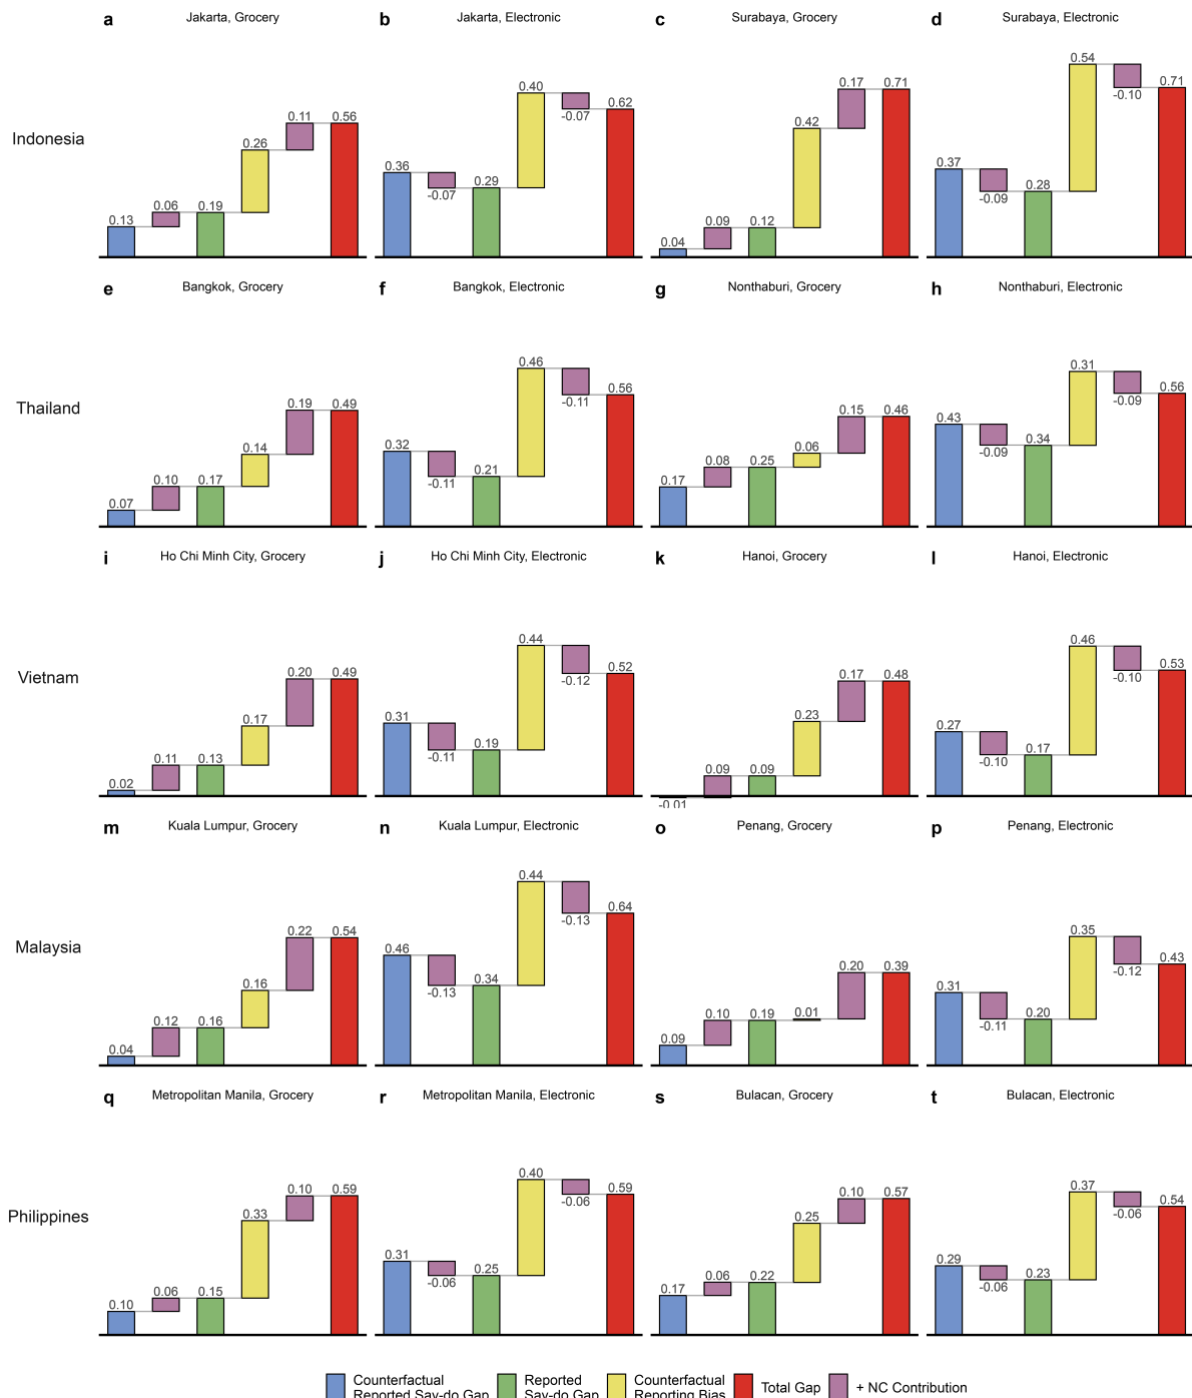 a Jakarta, Grocery b Jakarta, Electronic c Surabaya, Grocery d Surabaya, Electronic
Indonesia
0.13 0.06 0.19 0.26 0.11 0.56
0.36 -0.07 0.29 0.40 -0.07 0.62
0.04 0.09 0.12 0.42 0.17 0.71
0.37 -0.09 0.28 0.54 -0.10 0.71
e Bangkok, Grocery f Bangkok, Electronic g Nonthaburi, Grocery h Nonthaburi, Electronic
Thailand
0.07 0.10 0.17 0.14 0.19 0.49
0.32 -0.11 0.21 0.46 -0.11 0.56
0.17 0.08 0.25 0.06 0.15 0.46
0.43 -0.09 0.34 0.31 -0.09 0.56
i Ho Chi Minh City, Grocery j Ho Chi Minh City, Electronic k Hanoi, Grocery l Hanoi, Electronic
Vietnam
0.02 0.11 0.13 0.17 0.20 0.49
0.31 -0.11 0.19 0.44 -0.12 0.52
-0.01 0.09 0.09 0.23 0.17 0.48
0.27 -0.10 0.17 0.46 -0.10 0.53
m Kuala Lumpur, Grocery n Kuala Lumpur, Electronic o Penang, Grocery p Penang, Electronic
Malaysia
0.04 0.12 0.16 0.16 0.22 0.54
0.46 -0.13 0.34 0.44 -0.13 0.64
0.09 0.10 0.19 0.01 0.20 0.39
0.31 -0.11 0.20 0.35 -0.12 0.43
q Metropolitan Manila, Grocery r Metropolitan Manila, Electronic s Bulacan, Grocery t Bulacan, Electronic
Philippines
0.10 0.06 0.15 0.33 0.10 0.59
0.31 -0.06 0.25 0.40 -0.06 0.59
0.17 0.06 0.22 0.25 0.10 0.57
0.29 -0.06 0.23 0.37 -0.06 0.54
Counterfactual Reported Say-do Gap
Reported Say-do Gap
Counterfactual Reporting Bias
Total Gap
+ NC Contribution